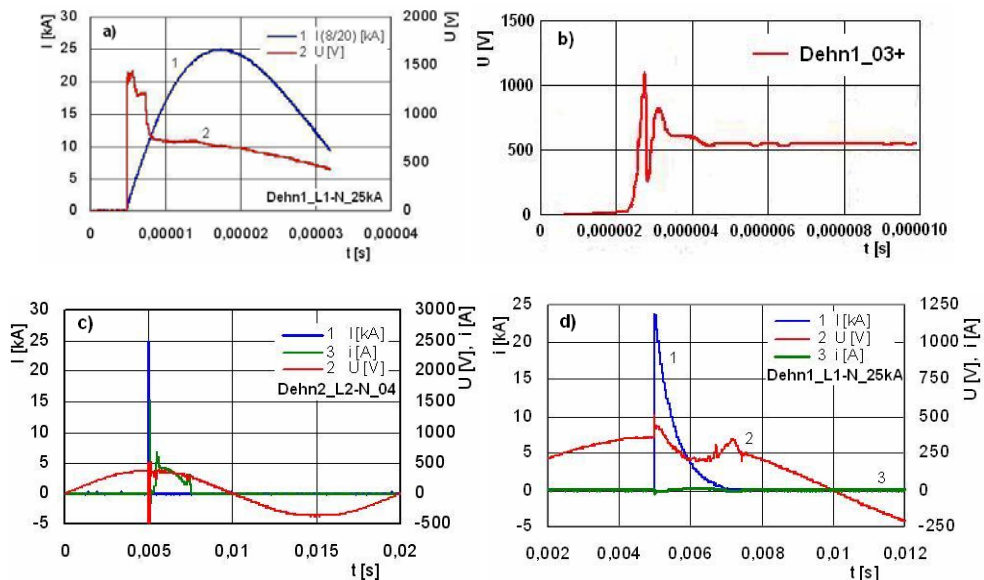 a)
I [kA]
U [v]
30
25
20
15
10
5
0
2000
1500
1000
500
0
1 I (8/20) [kA]
2 U [V]
1
2
Dehn1_L1-N_25kA
0 0,00001 0,00002 0,00003 0,00004
t [s]
b)
U [V]
1500
1000
500
0
Dehn1_03+
0,000002 0,000004 0,000006 0,000008 0,000010
t [s]
c)
I [kA]
U [V], i [A]
30
25
20
15
10
5
0
-5
3000
2500
2000
1500
1000
500
0
-500
1 I [kA]
3 i [A]
2 U [V]
Dehn2_L2-N_04
0 0,005 0,01 0,015 0,02
t [s]
d)
i [kA]
U [V], i [A]
25
20
15
10
5
0
-5
1250
1000
750
500
250
0
-250
1 I [kA]
2 U [V]
3 i [A]
Dehn1_L1-N_25kA
1
2
3
0,002 0,004 0,006 0,008 0,01 0,012
t [s]